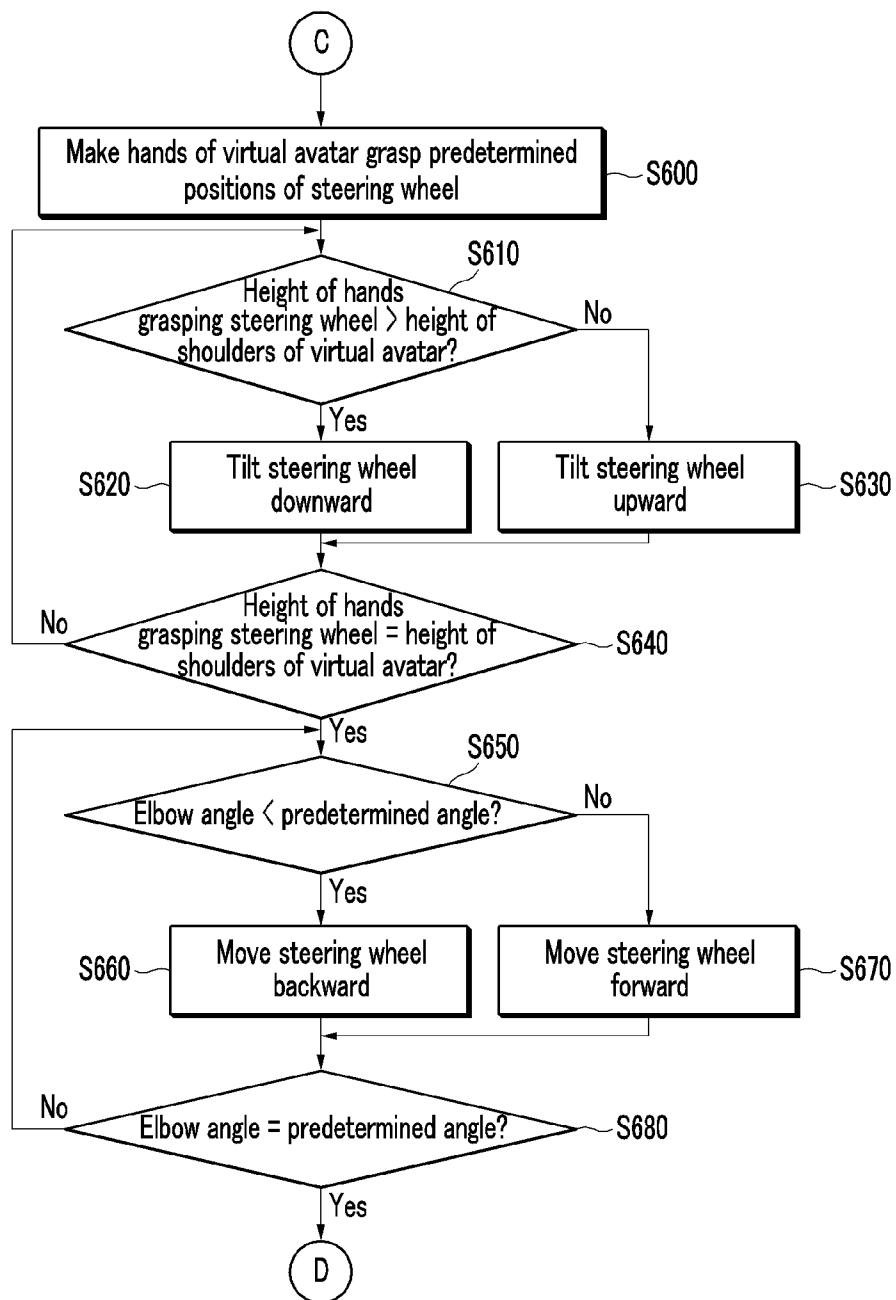 C
Make hands of virtual avatar grasp predetermined
positions of steering wheel
S600
S610
Height of hands
grasping steering wheel > height of
shoulders of virtual avatar?
No
Yes
S620
Tilt steering wheel
downward
Tilt steering wheel
upward
S630
No
Height of hands
grasping steering wheel = height of
shoulders of virtual avatar?
S640
Yes
S650
Elbow angle < predetermined angle?
No
Yes
S660
Move steering wheel
backward
Move steering wheel
forward
S670
No
Elbow angle = predetermined angle?
S680
Yes
D